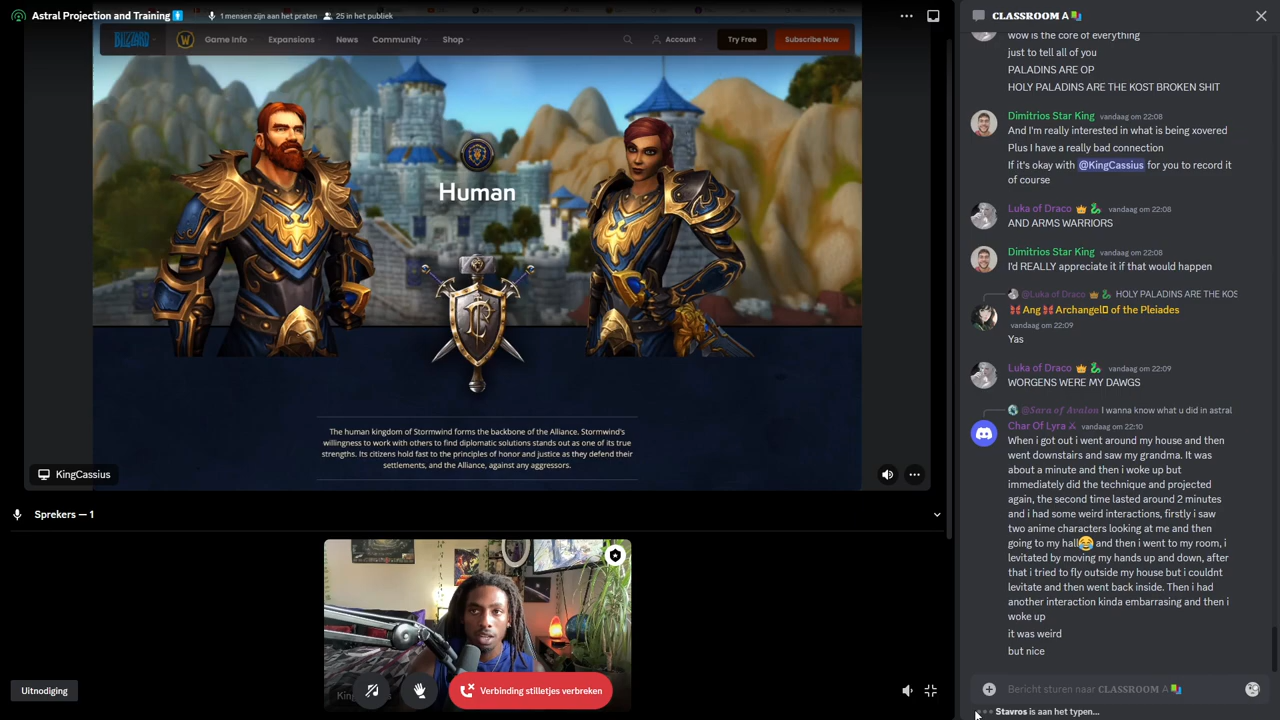 Astral Projection and Training
1 mensen zijn aan het praten
25 in het publiek
BLIZZARD
W
Game Info
Expansions
News
Community
Shop
Account
Try Free
Subscribe Now
Human
The human kingdom of Stormwind forms the backbone of the Alliance. Stormwind's
willingness to work with others to find diplomatic solutions stands out as one of its true
strengths. Its citizens hold fast to the principles of honor and justice as they defend their
settlements, and the Alliance, against any aggressors.
KingCassius
Sprekers — 1
King
Uitnodiging
Verbinding stilletjes verbreken
CLASSROOM A
wow is the core of everything
just to tell all of you
PALADINS ARE OP
HOLY PALADINS ARE THE KOST BROKEN SHIT
Dimitrios Star King vandaag om 22:08
And I'm really interested in what is being xovered
Plus I have a really bad connection
If it's okay with @KingCassius for you to record it
of course
Luka of Draco vandaag om 22:08
AND ARMS WARRIORS
Dimitrios Star King vandaag om 22:08
I'd REALLY appreciate it if that would happen
@Luka of Draco HOLY PALADINS ARE THE KOS
Ang Archangel of the Pleiades
vandaag om 22:09
Yas
Luka of Draco vandaag om 22:09
WORGENS WERE MY DAWGS
@Sara of Avalon I wanna know what u did in astral
Char Of Lyra vandaag om 22:10
When i got out i went around my house and then
went downstairs and saw my grandma. It was
about a minute and then i woke up but
immediately did the technique and projected
again, the second time lasted around 2 minutes
and i had some weird interactions, firstly i saw
two anime characters looking at me and then
going to my hall😂 and then i went to my room, i
levitated by moving my hands up and down, after
that i tried to fly outside my house but i couldnt
levitate and then went back inside. Then i had
another interaction kinda embarrasing and then i
woke up
it was weird
but nice
Bericht sturen naar CLASSROOM A
Stavros is aan het typen...